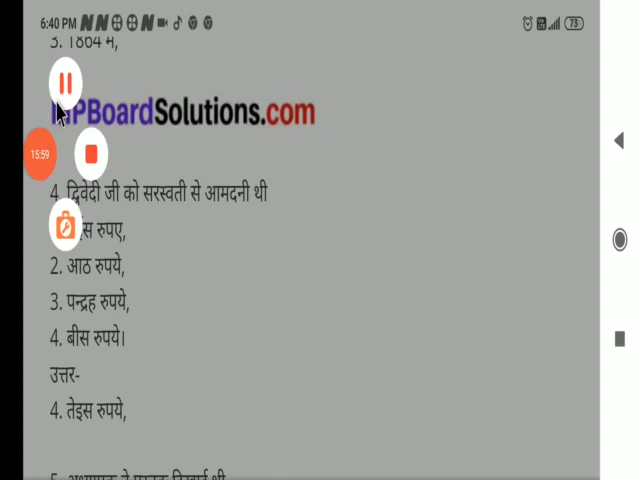 6:40 PM
73
3. 1864 में,
MPBoardSolutions.com
15:59
4. द्विवेदी जी को सरस्वती से आमदनी थी
रुपए,
2. आठ रुपये,
3. पन्द्रह रुपये,
4. बीस रुपये।
उत्तर-
4. तेइस रुपये,